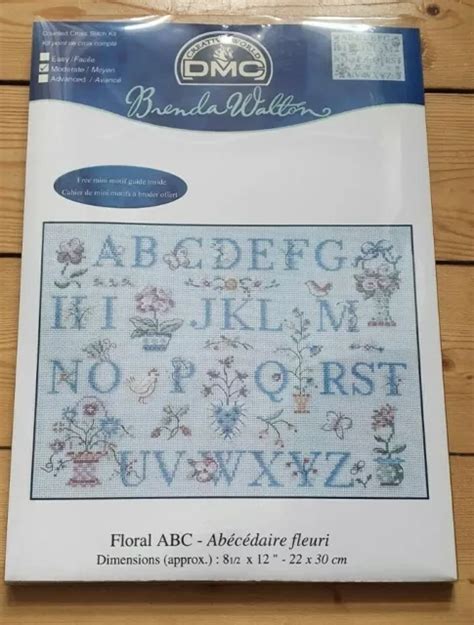 Counted Cross Stitch Kit
Kit point de croix compté
Easy / Facile
Moderate / Moyen
Advanced / Avancé
CREATIVE WORLD
DMC
Brenda Walton
Free mini-motif guide inside
Cahier de mini motifs à broder offert
ABCDEFG
HIJKLM
NOPQRST
UVWXYZ
Floral ABC - Abécédaire fleuri
Dimensions (approx.) : 8 1/2 x 12 " - 22 x 30 cm